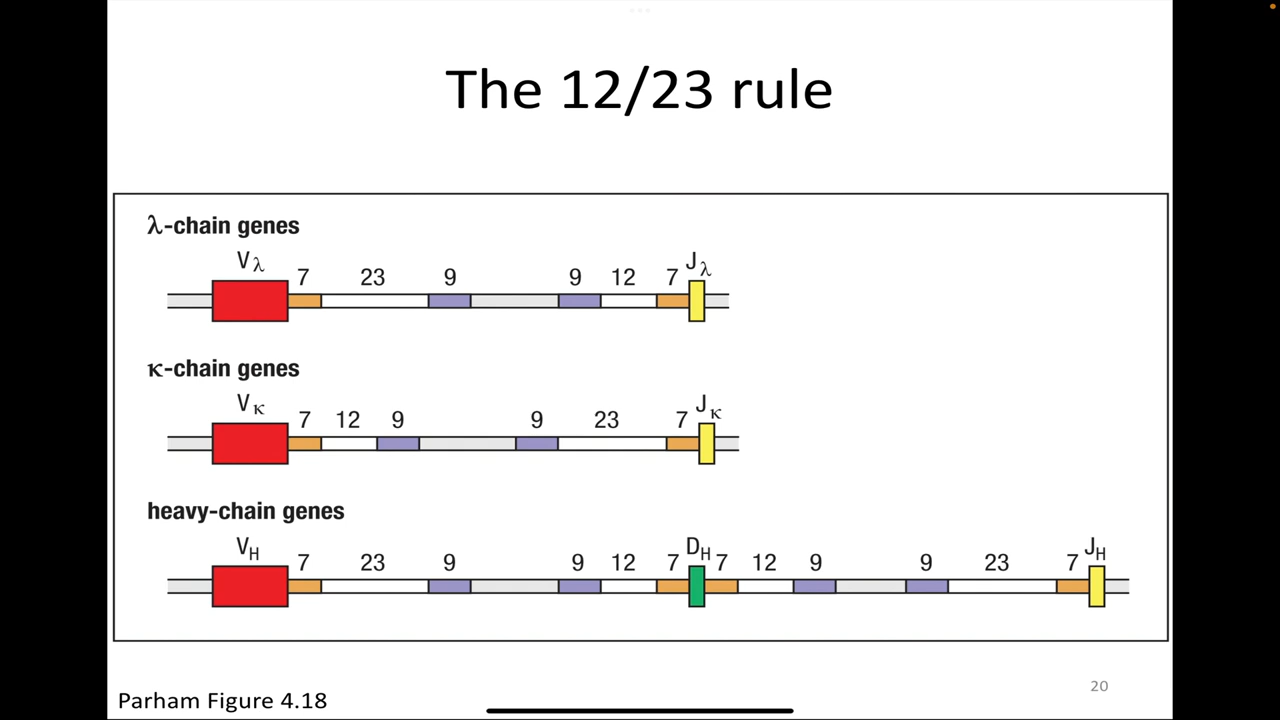 The 12/23 rule
λ-chain genes
Vλ 7 23 9 9 12 7 Jλ
κ-chain genes
Vκ 7 12 9 9 23 7 Jκ
heavy-chain genes
VH 7 23 9 9 12 7 DH 7 12 9 9 23 7 JH
Parham Figure 4.18
20